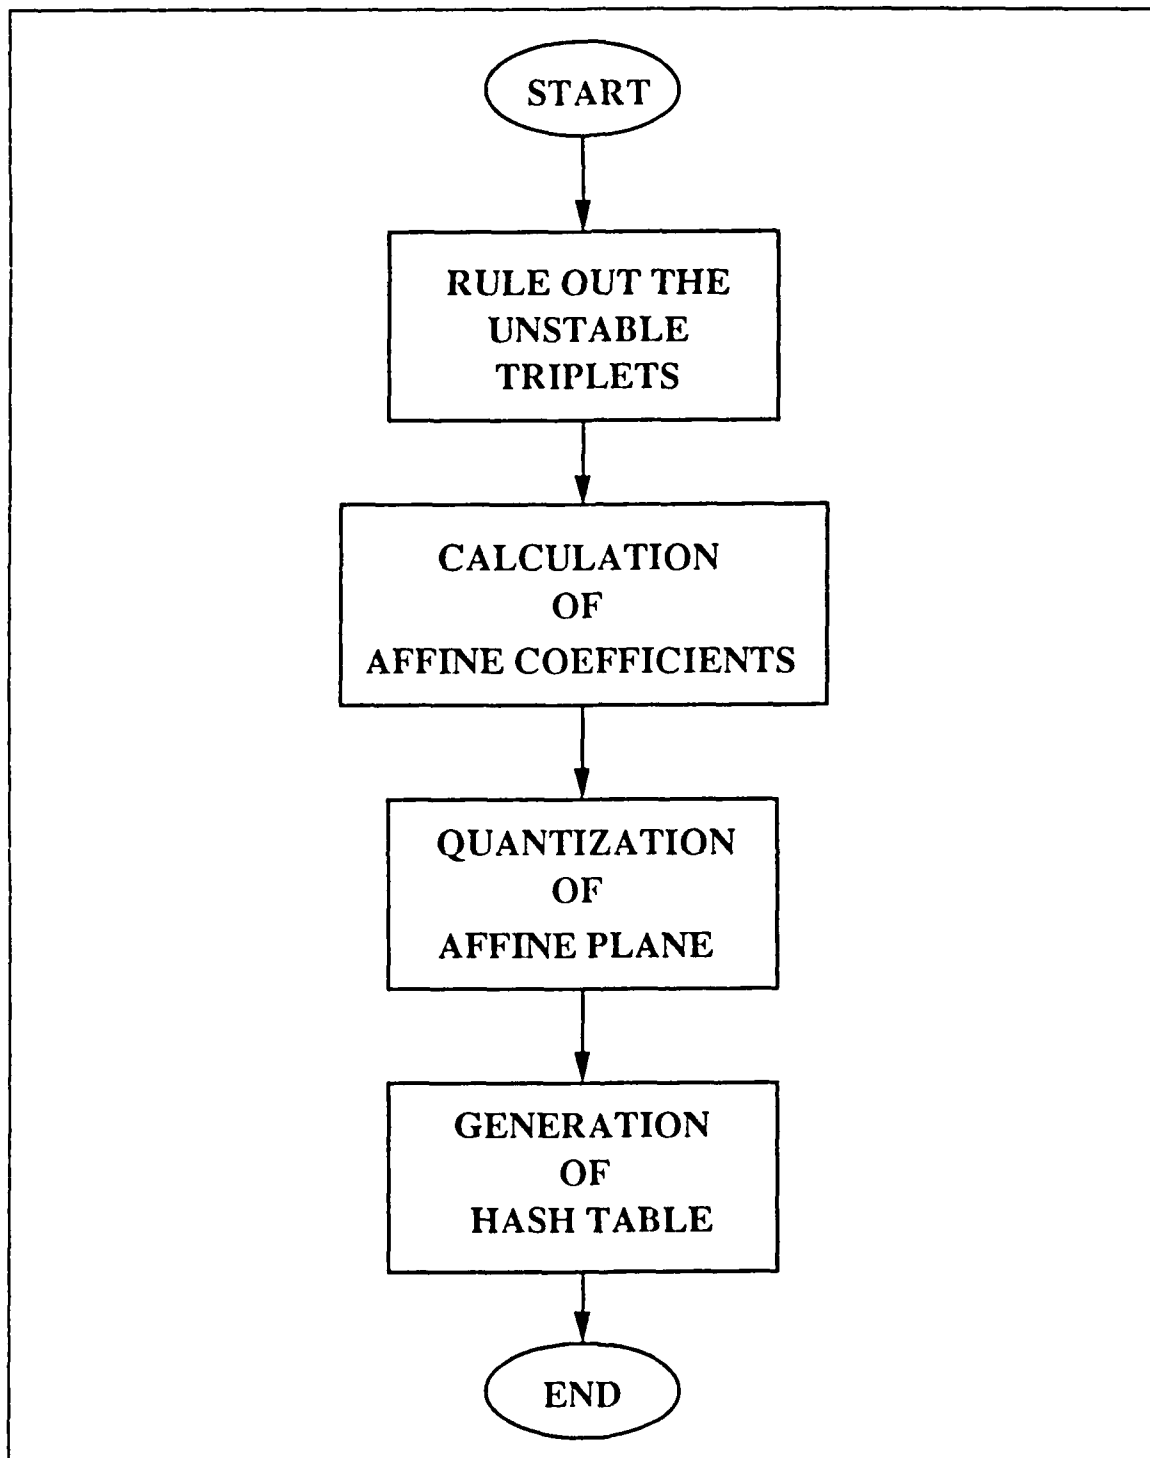 START
RULE OUT THE
UNSTABLE
TRIPLETS
CALCULATION
OF
AFFINE COEFFICIENTS
QUANTIZATION
OF
AFFINE PLANE
GENERATION
OF
HASH TABLE
END